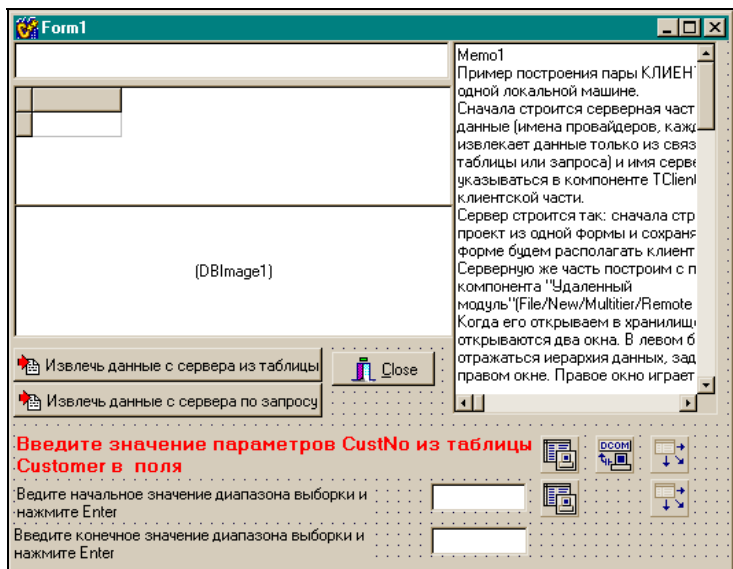 Form1
Memo1
Пример построения пары КЛИЕН
одной локальной машине.
Сначала строится серверная част
данные (имена провайдеров, кажд
извлекает данные только из связ
таблицы или запроса) и имя серве
указываться в компоненте TClien
клиентской части.
Сервер строится так: сначала стр
проект из одной формы и сохраня
форме будем располагать клиент
Серверную же часть построим с п
компонента "Удаленный
модуль"(File/New/Multitier/Remote
Когда его открываем в хранилищ
открываются два окна. В левом б
отражаться иерархия данных, зад
правом окне. Правое окно играет
(DBImage1)
Извлечь данные с сервера из таблицы
Close
Извлечь данные с сервера по запросу
Введите значение параметров CustNo из таблицы
Customer в поля
DCOM
Ведите начальное значение диапазона выборки и
нажмите Enter
Введите конечное значение диапазона выборки и
нажмите Enter